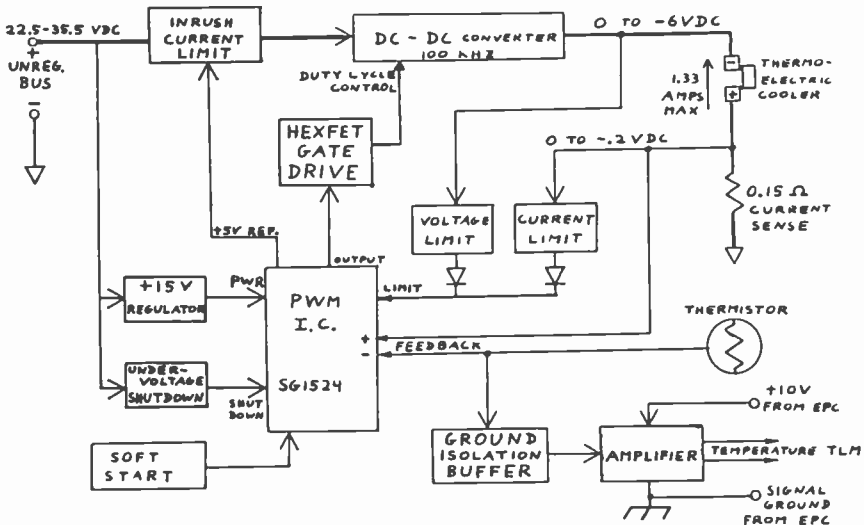 22.5-35.5 VDC
+
UNREG.
BUS
-
INRUSH
CURRENT
LIMIT
DC - DC CONVERTER
100 KHZ
0 TO -6VDC
-
+
THERMO-
ELECTRIC
COOLER
1.33
AMPS
MAX
DUTY CYCLE
CONTROL
HEXFET
GATE
DRIVE
0 TO -.2 VDC
0.15 Ω
CURRENT
SENSE
VOLTAGE
LIMIT
CURRENT
LIMIT
+5V REF.
OUTPUT
+15V
REGULATOR
PWR
PWM
I.C.
SG1524
LIMIT
+
-
FEEDBACK
THERMISTOR
UNDER-
VOLTAGE
SHUTDOWN
SHUT
DOWN
SOFT
START
GROUND
ISOLATION
BUFFER
AMPLIFIER
+10V
FROM EPC
TEMPERATURE TLM
SIGNAL
GROUND
FROM EPC